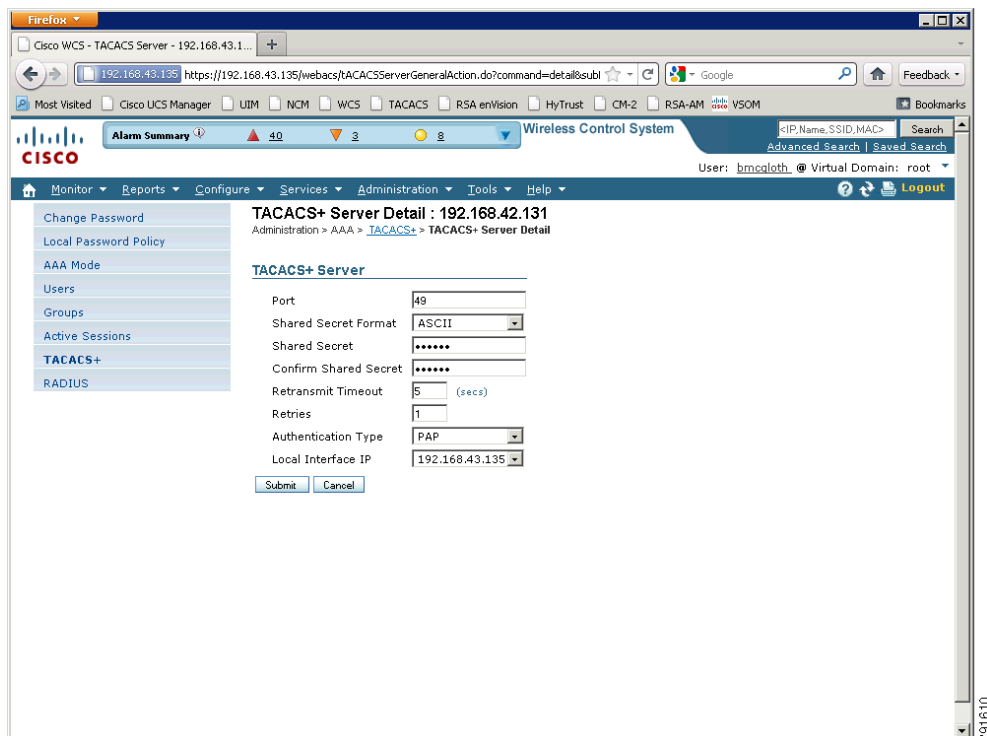 Firefox
Cisco WCS - TACACS Server - 192.168.43.1...
+
192.168.43.135 https://192.168.43.135/webacs/tACACSServerGeneralAction.do?command=detail&subl
Google
Feedback
Most Visited Cisco UCS Manager UIM NCM WCS TACACS RSA enVision HyTrust CM-2 RSA-AM VSOM Bookmarks
CISCO
Alarm Summary 40 3 8
Wireless Control System
<IP,Name,SSID,MAC> Search
Advanced Search | Saved Search
User: bmcgloth @ Virtual Domain: root
Monitor Reports Configure Services Administration Tools Help Logout
Change Password
Local Password Policy
AAA Mode
Users
Groups
Active Sessions
TACACS+
RADIUS
TACACS+ Server Detail : 192.168.42.131
Administration > AAA > TACACS+ > TACACS+ Server Detail
TACACS+ Server
Port 49
Shared Secret Format ASCII
Shared Secret ••••••
Confirm Shared Secret ••••••
Retransmit Timeout 5 (secs)
Retries 1
Authentication Type PAP
Local Interface IP 192.168.43.135
Submit Cancel